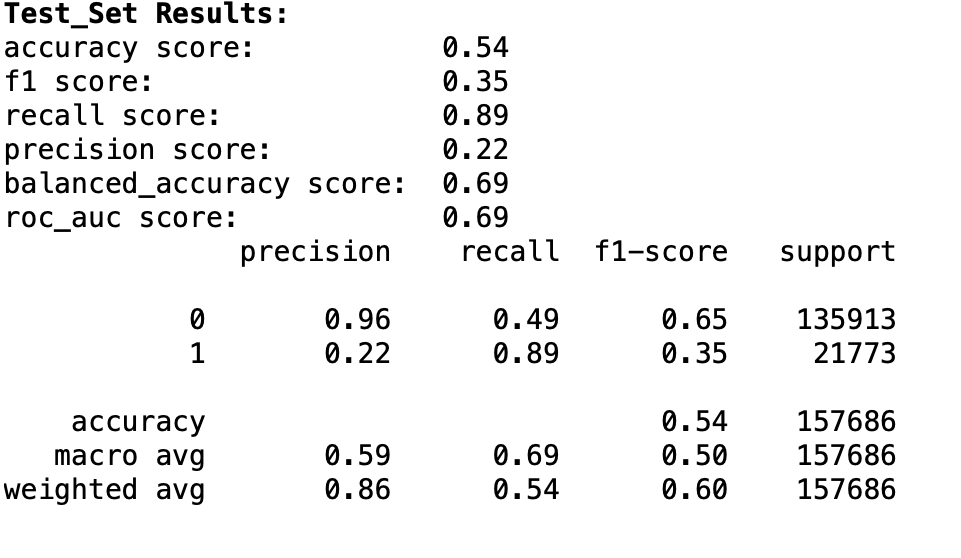 Test_Set Results:
accuracy score: 0.54
f1 score: 0.35
recall score: 0.89
precision score: 0.22
balanced_accuracy score: 0.69
roc_auc score: 0.69
precision recall f1-score support
0 0.96 0.49 0.65 135913
1 0.22 0.89 0.35 21773
accuracy 0.54 157686
macro avg 0.59 0.69 0.50 157686
weighted avg 0.86 0.54 0.60 157686